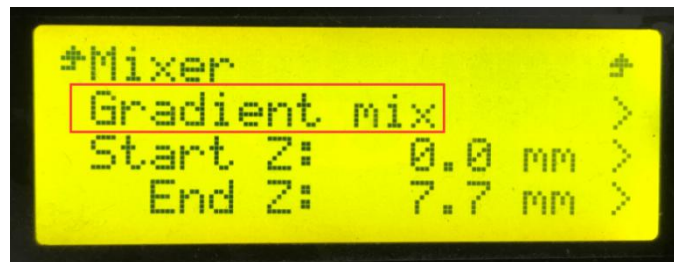 Mixer
Gradient mix >
Start Z: 0.0 mm >
End Z: 7.7 mm >